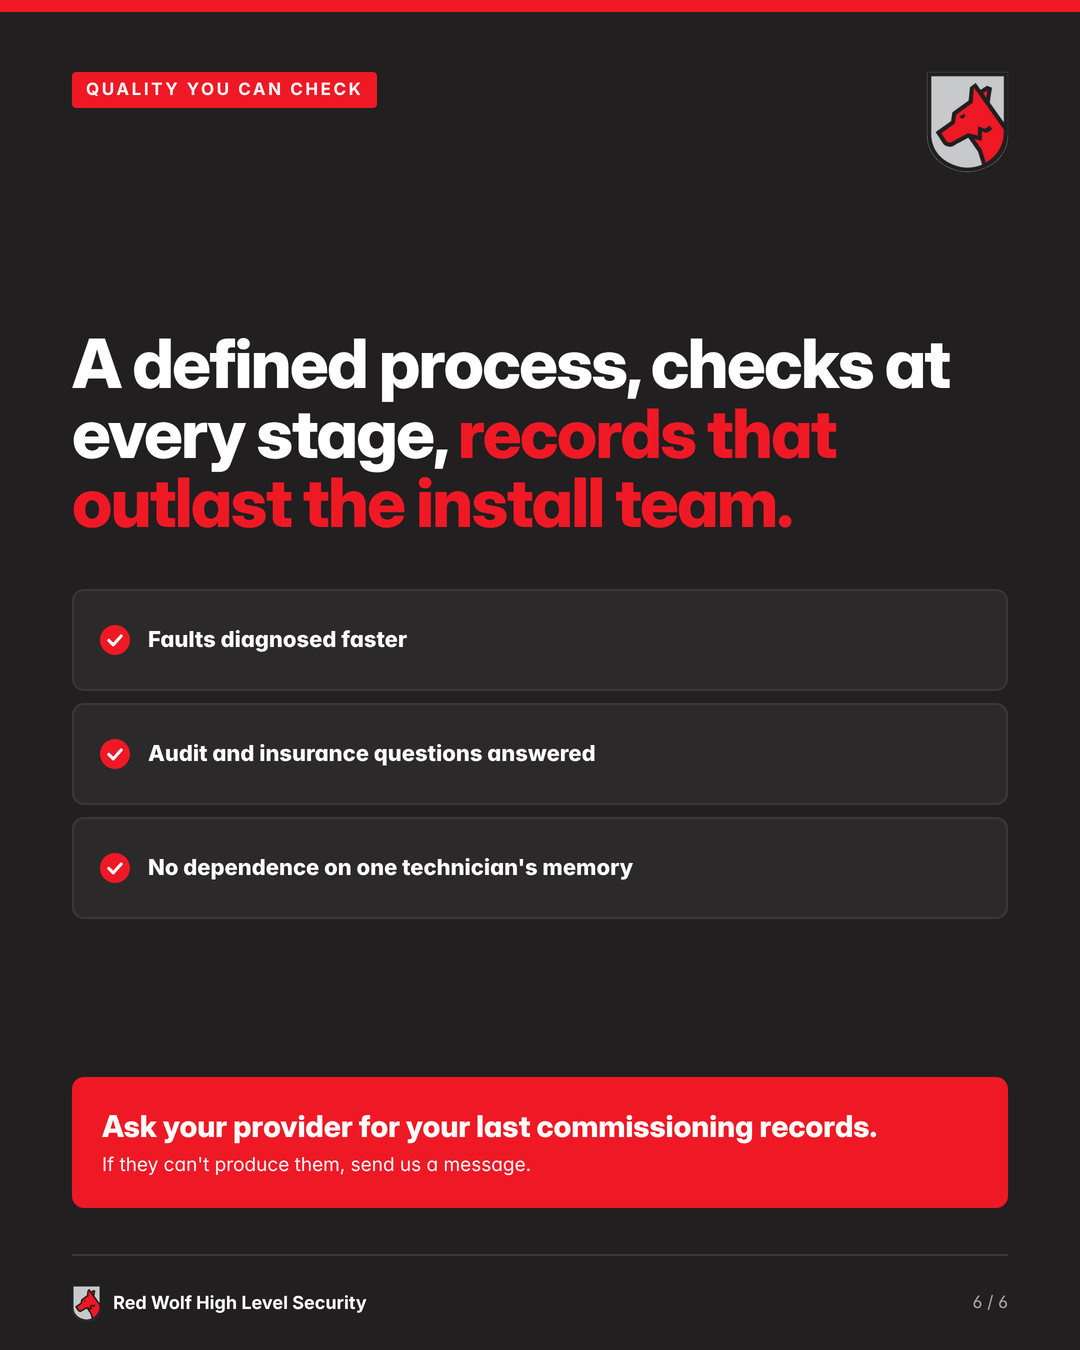 QUALITY YOU CAN CHECK
A defined process, checks at
every stage, records that
outlast the install team.
Faults diagnosed faster
Audit and insurance questions answered
No dependence on one technician's memory
Ask your provider for your last commissioning records.
If they can't produce them, send us a message.
Red Wolf High Level Security
6 / 6